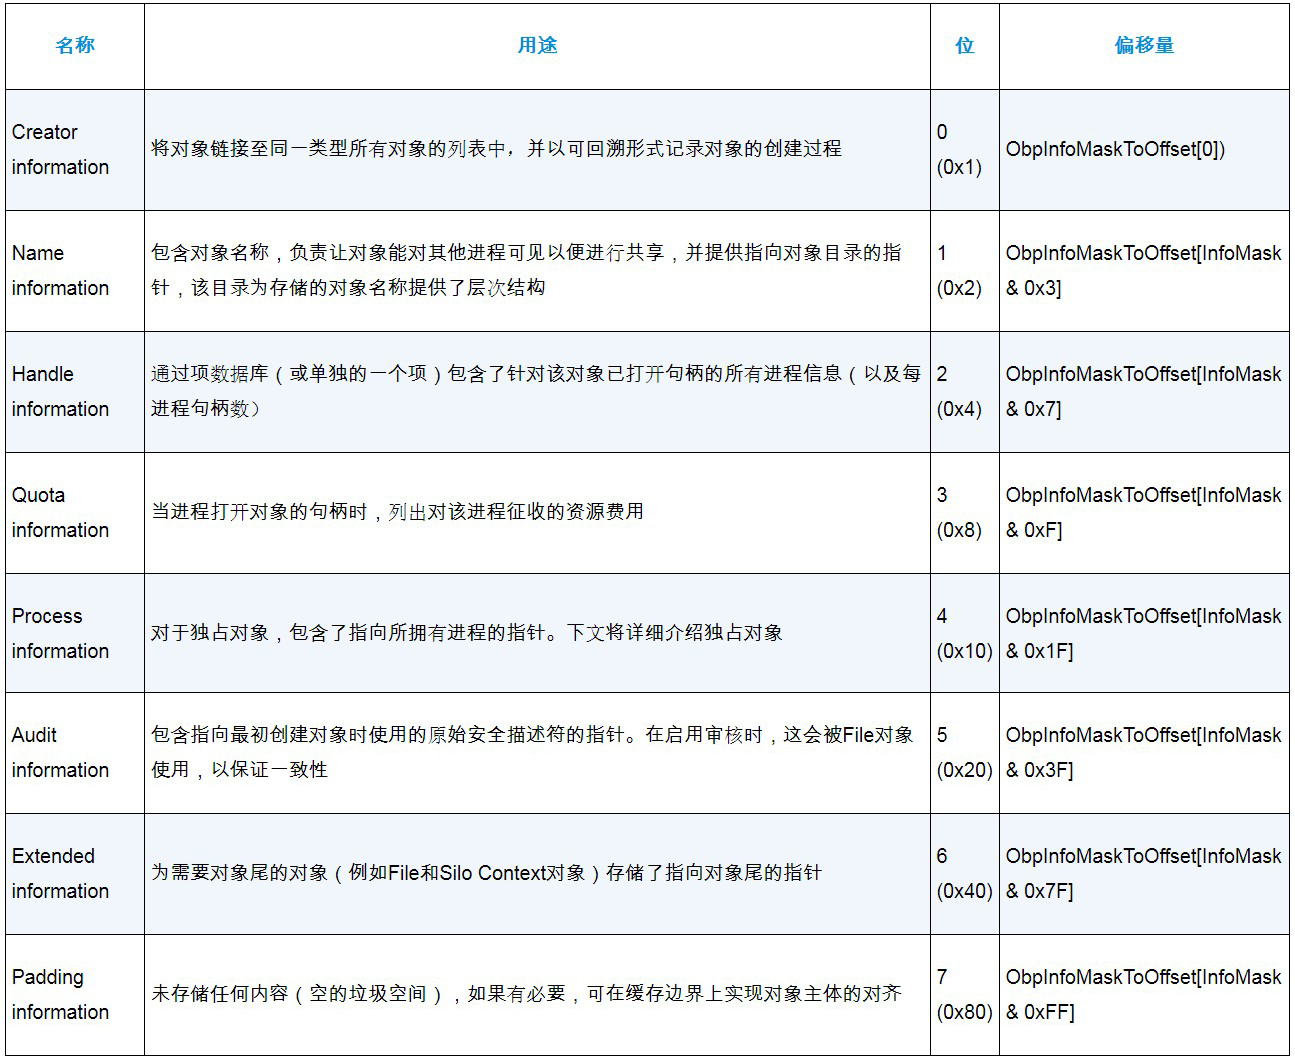 名称
用途
位
偏移量
Creator
information
将对象链接至同一类型所有对象的列表中，并以可回溯形式记录对象的创建过程
0
(0x1)
ObpInfoMaskToOffset[0])
Name
information
包含对象名称，负责让对象能对其他进程可见以便进行共享，并提供指向对象目录的指
针，该目录为存储的对象名称提供了层次结构
1
(0x2)
ObpInfoMaskToOffset[InfoMask
& 0x3]
Handle
information
通过项数据库（或单独的一个项）包含了针对该对象已打开句柄的所有进程信息（以及每
进程句柄数）
2
(0x4)
ObpInfoMaskToOffset[InfoMask
& 0x7]
Quota
information
当进程打开对象的句柄时，列出对该进程征收的资源费用
3
(0x8)
ObpInfoMaskToOffset[InfoMask
& 0xF]
Process
information
对于独占对象，包含了指向所拥有进程的指针。下文将详细介绍独占对象
4
(0x10)
ObpInfoMaskToOffset[InfoMask
& 0x1F]
Audit
information
包含指向最初创建对象时使用的原始安全描述符的指针。在启用审核时，这会被File对象
使用，以保证一致性
5
(0x20)
ObpInfoMaskToOffset[InfoMask
& 0x3F]
Extended
information
为需要对象尾的对象（例如File和Silo Context对象）存储了指向对象尾的指针
6
(0x40)
ObpInfoMaskToOffset[InfoMask
& 0x7F]
Padding
information
未存储任何内容（空的垃圾空间），如果有必要，可在缓存边界上实现对象主体的对齐
7
(0x80)
ObpInfoMaskToOffset[InfoMask
& 0xFF]